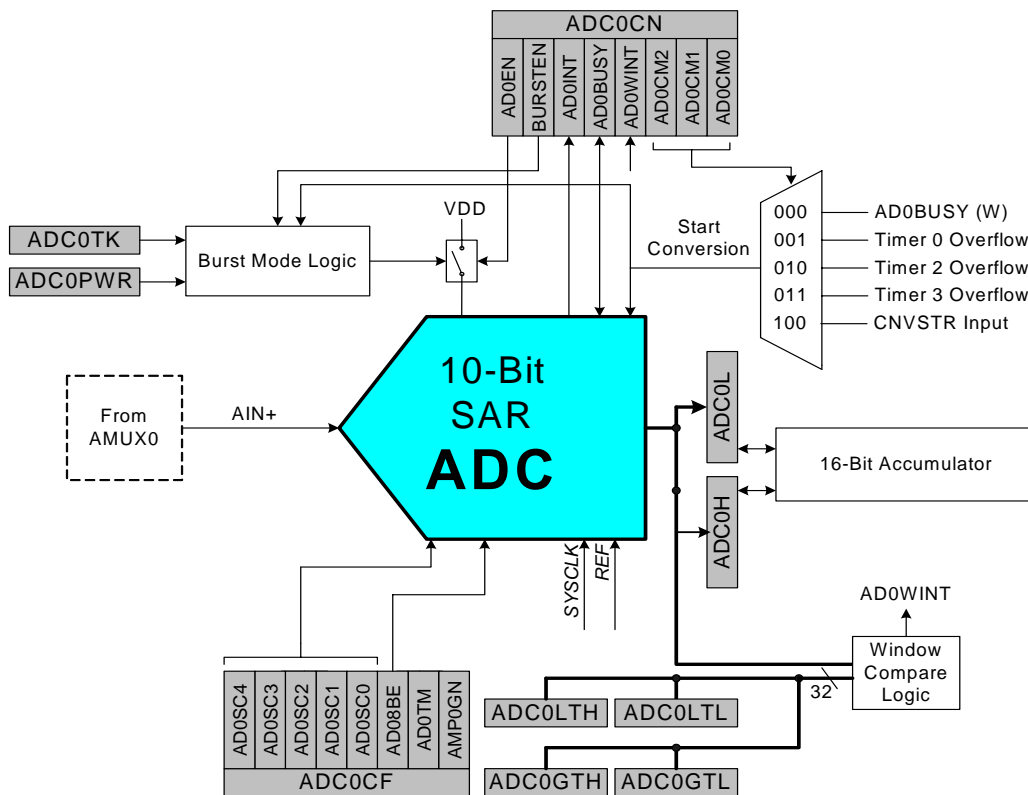 ADC0CN
AD0EN
BURSTEN
AD0INT
AD0BUSY
AD0WINT
AD0CM2
AD0CM1
AD0CM0
VDD
Start
Conversion
000
AD0BUSY (W)
001
Timer 0 Overflow
010
Timer 2 Overflow
011
Timer 3 Overflow
100
CNVSTR Input
ADC0TK
ADC0PWR
Burst Mode Logic
10-Bit
SAR
ADC
From
AMUX0
AIN+
ADC0L
ADC0H
16-Bit Accumulator
SYSCLK
REF
AD0WINT
Window
Compare
Logic
32
AD0SC4
AD0SC3
AD0SC2
AD0SC1
AD0SC0
AD08BE
AD0TM
AMP0GN
ADC0CF
ADC0LTH
ADC0LTL
ADC0GTH
ADC0GTL